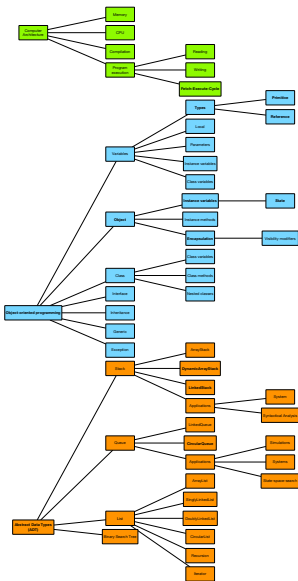 Memory
Computer
Architecture
CPU
Compilation
Program
execution
Reading
Writing
Fetch-Execute-Cycle
Types
Primitive
Reference
Local
Variables
Parameters
Instance variables
Class variables
Instance variables
State
Object
Instance methods
Encapsulation
Visibility modifiers
Class variables
Class
Class methods
Nested classes
Interface
Object-oriented programming
Inheritance
Generic
Exception
ArrayStack
Stack
DynamicArrayStack
LinkedStack
Applications
System
Syntactical Analysis
LinkedQueue
Queue
CircularQueue
Applications
Simulations
Systems
State-space search
ArrayList
SinglyLinkedList
List
DoublyLinkedList
Abstract Data Types
(ADT)
Binary Search Tree
CircularList
Recursion
Iterator